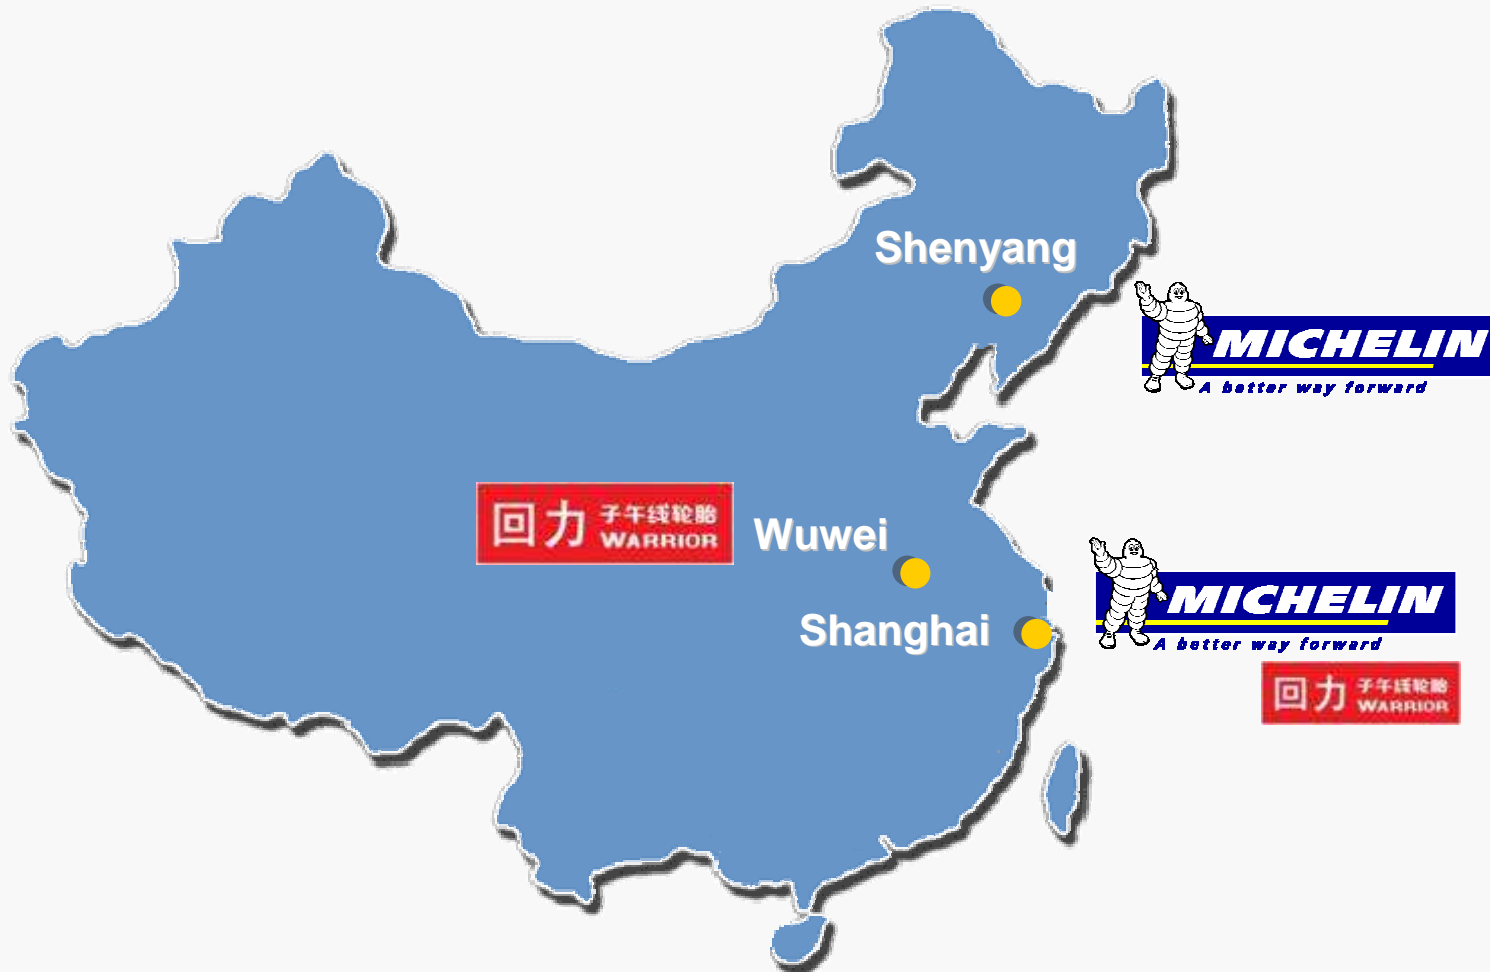 Shenyang
MICHELIN
A better way forward
回力 子午线轮胎
WARRIOR
Wuwei
Shanghai
MICHELIN
A better way forward
回力 子午线轮胎
WARRIOR